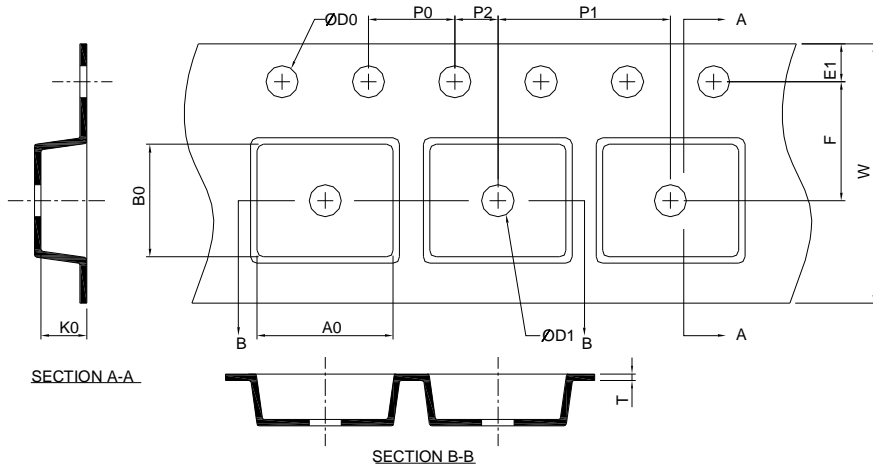 ØD0
P0
P2
P1
A
E1
F
W
B0
K0
A0
B
B
ØD1
A
SECTION A-A
T
SECTION B-B